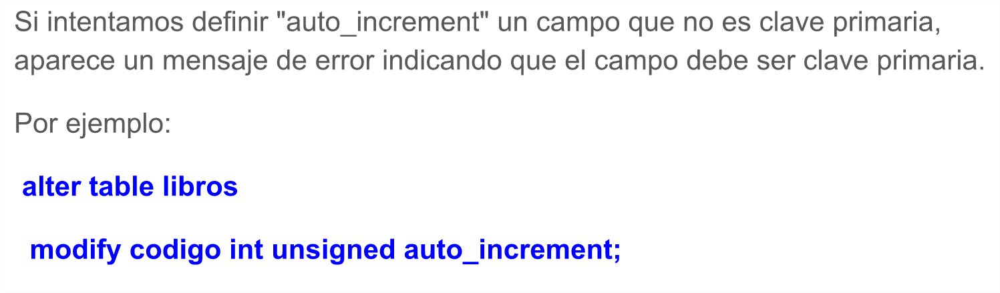 Si intentamos definir "auto_increment" un campo que no es clave primaria,
aparece un mensaje de error indicando que el campo debe ser clave primaria.
Por ejemplo:
alter table libros
modify codigo int unsigned auto_increment;